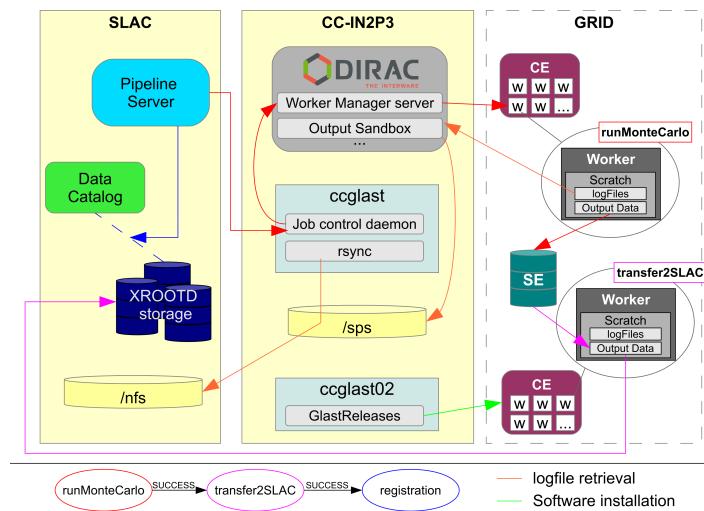 SLAC
CC-IN2P3
GRID
Pipeline
Server
Data
Catalog
XROOTD
storage
/nfs
DIRAC
THE INTERWARE
Worker Manager server
Output Sandbox
...
ccglast
Job control daemon
rsync
/sps
ccglast02
GlastReleases
CE
W W W
W W ...
runMonteCarlo
Worker
Scratch
logFiles
Output Data
SE
transfer2SLAC
Worker
Scratch
logFiles
Output Data
CE
W W W
W W ...
runMonteCarlo
SUCCESS
transfer2SLAC
SUCCESS
registration
logfile retrieval
Software installation